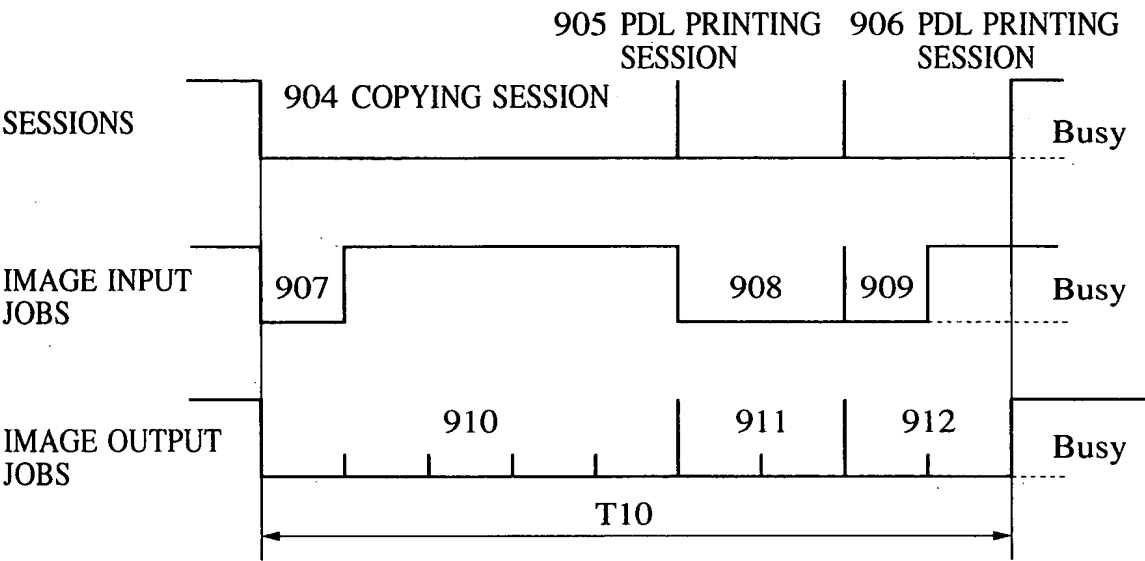 905 PDL PRINTING
SESSION
906 PDL PRINTING
SESSION
904 COPYING SESSION
SESSIONS
Busy
IMAGE INPUT
JOBS
907
908
909
Busy
IMAGE OUTPUT
JOBS
910
911
912
Busy
T10